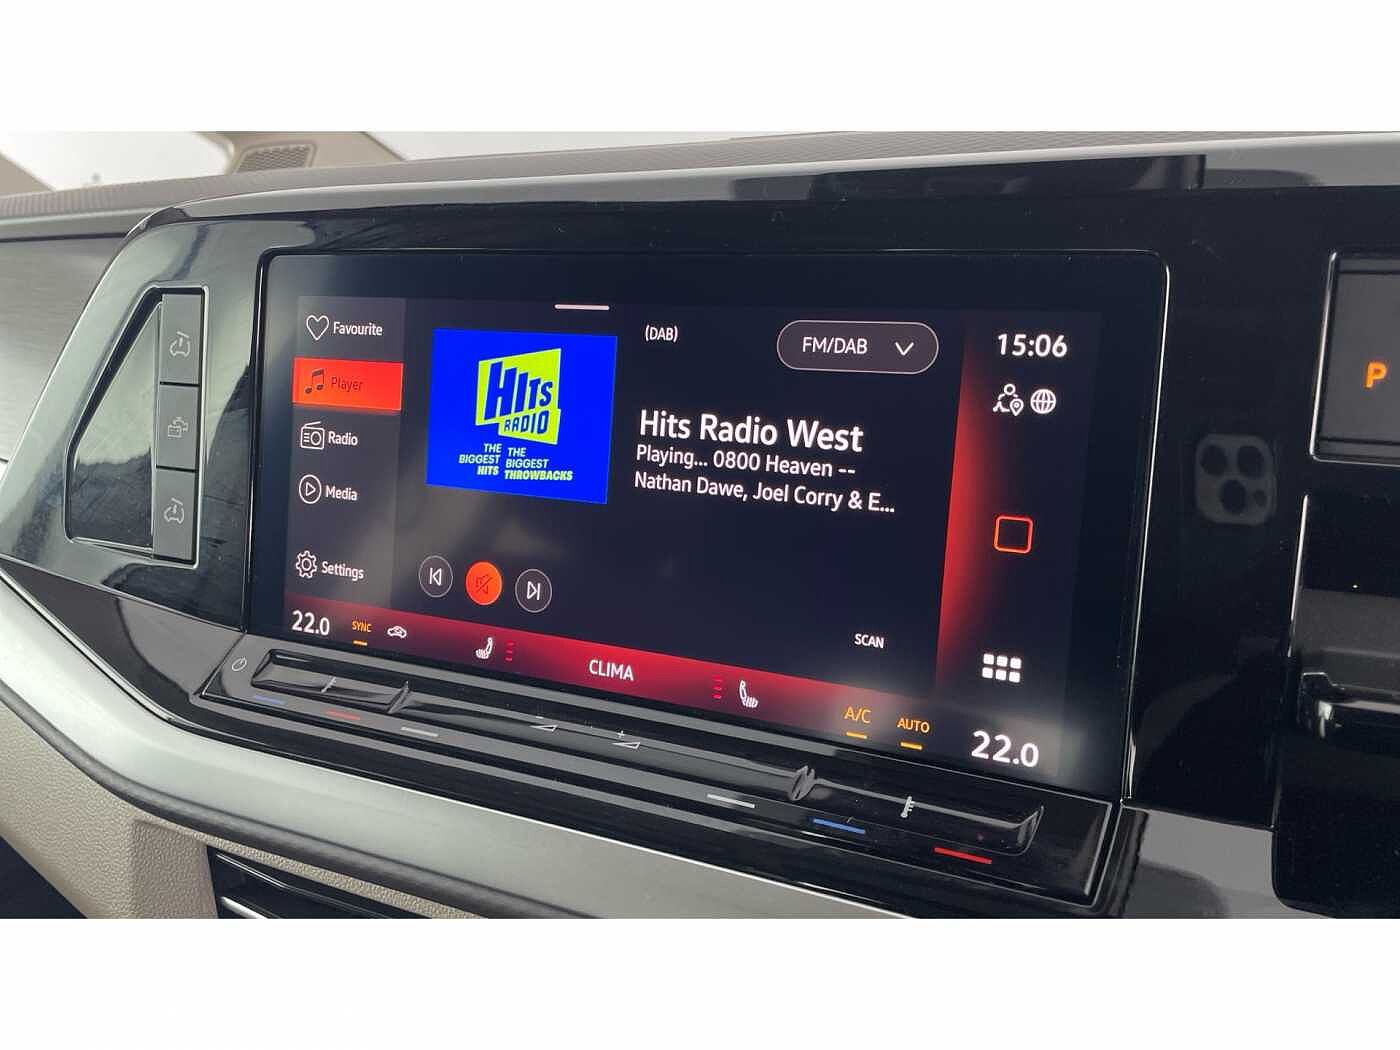 Favourite
Player
Radio
Media
Settings
HITS
RADIO
THE
BIGGEST
HITS
THE
BIGGEST
THROWBACKS
(DAB)
FM/DAB
Hits Radio West
Playing... 0800 Heaven --
Nathan Dawe, Joel Corry & E...
SCAN
15:06
22.0
SYNC
CLIMA
A/C
AUTO
22.0
P